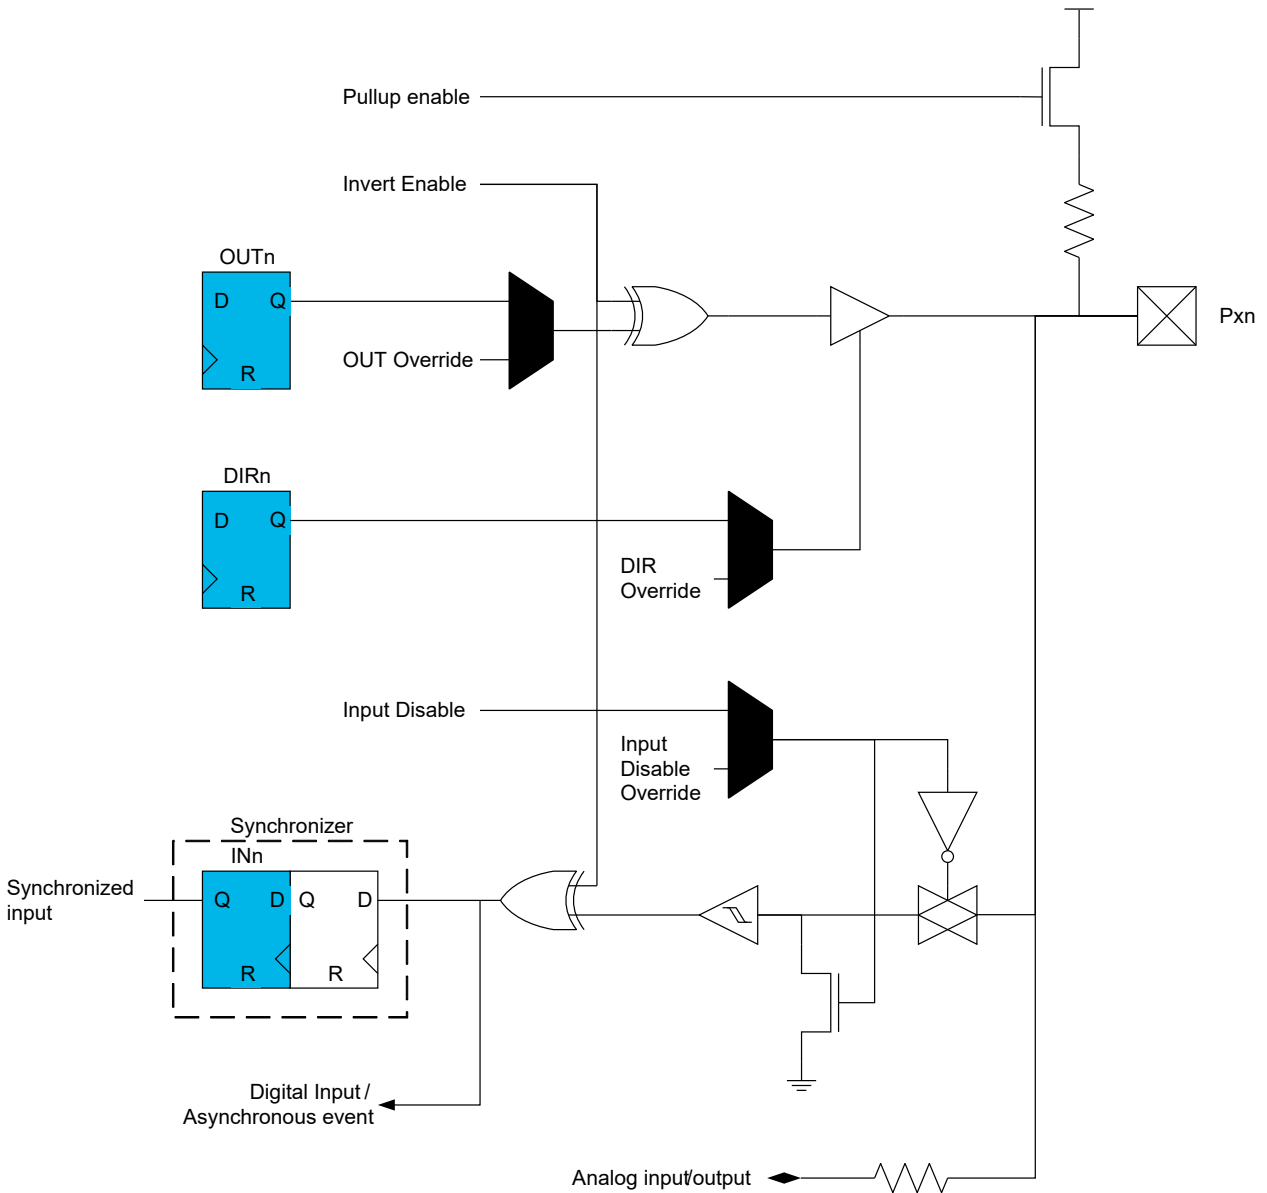 Pullup enable
Invert Enable
OUTn
D Q
OUT Override
R
Pxn
DIRn
D Q
DIR
Override
R
Input Disable
Input
Disable
Override
Synchronizer
INn
Synchronized
input
Q D Q D
R R
Digital Input /
Asynchronous event
Analog input/output